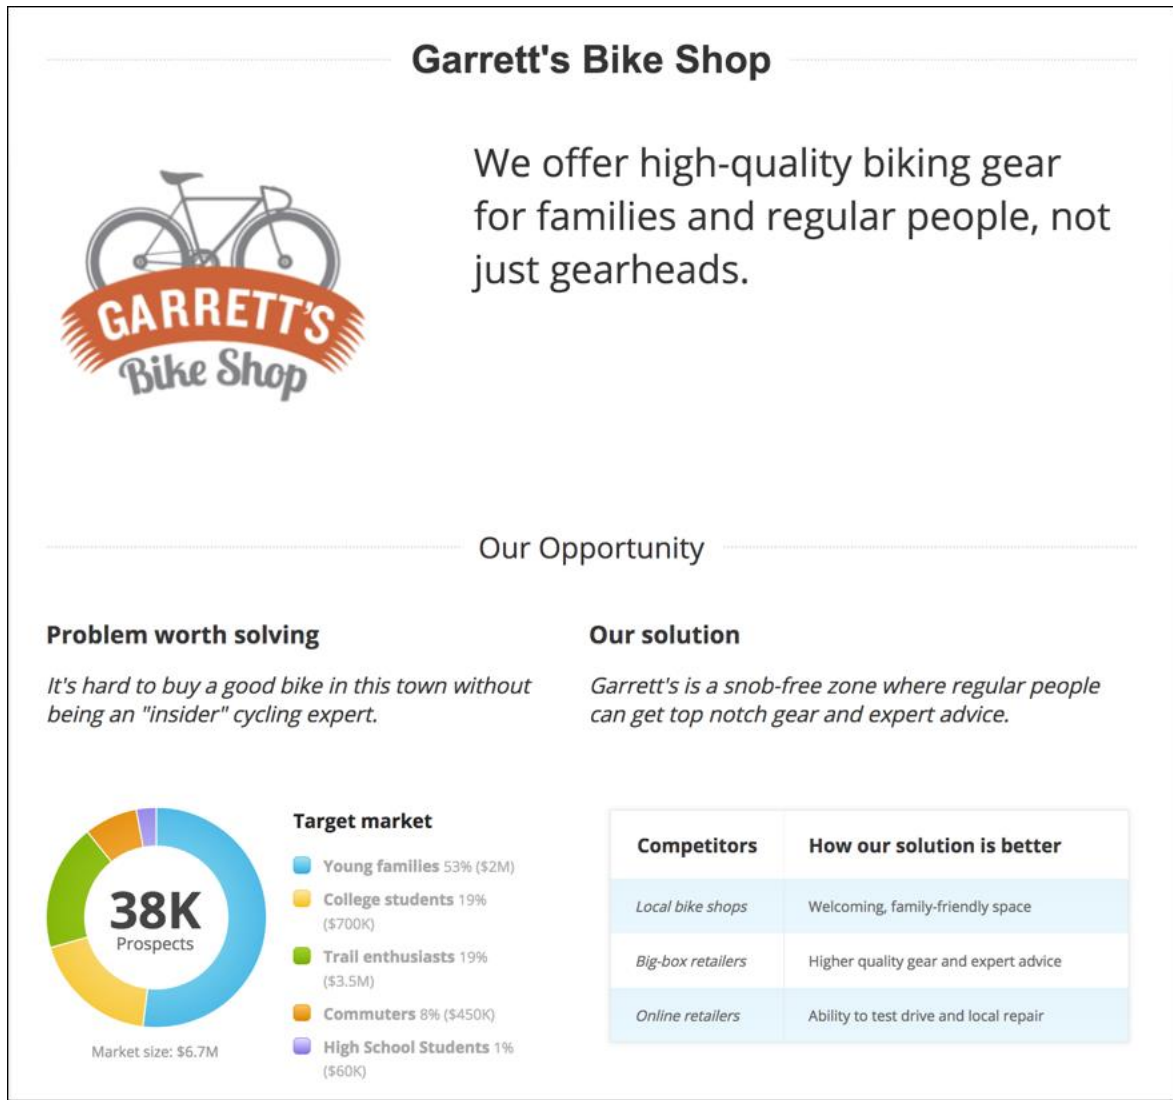 Garrett's Bike Shop
GARRETT'S
Bike Shop
We offer high-quality biking gear
for families and regular people, not
just gearheads.
Our Opportunity
Problem worth solving
It's hard to buy a good bike in this town without
being an "insider" cycling expert.
Our solution
Garrett's is a snob-free zone where regular people
can get top notch gear and expert advice.
38K
Prospects
Market size: $6.7M
Target market
Young families 53% ($2M)
College students 19%
($700K)
Trail enthusiasts 19%
($3.5M)
Commuters 8% ($450K)
High School Students 1%
($60K)
Competitors How our solution is better
Local bike shops Welcoming, family-friendly space
Big-box retailers Higher quality gear and expert advice
Online retailers Ability to test drive and local repair